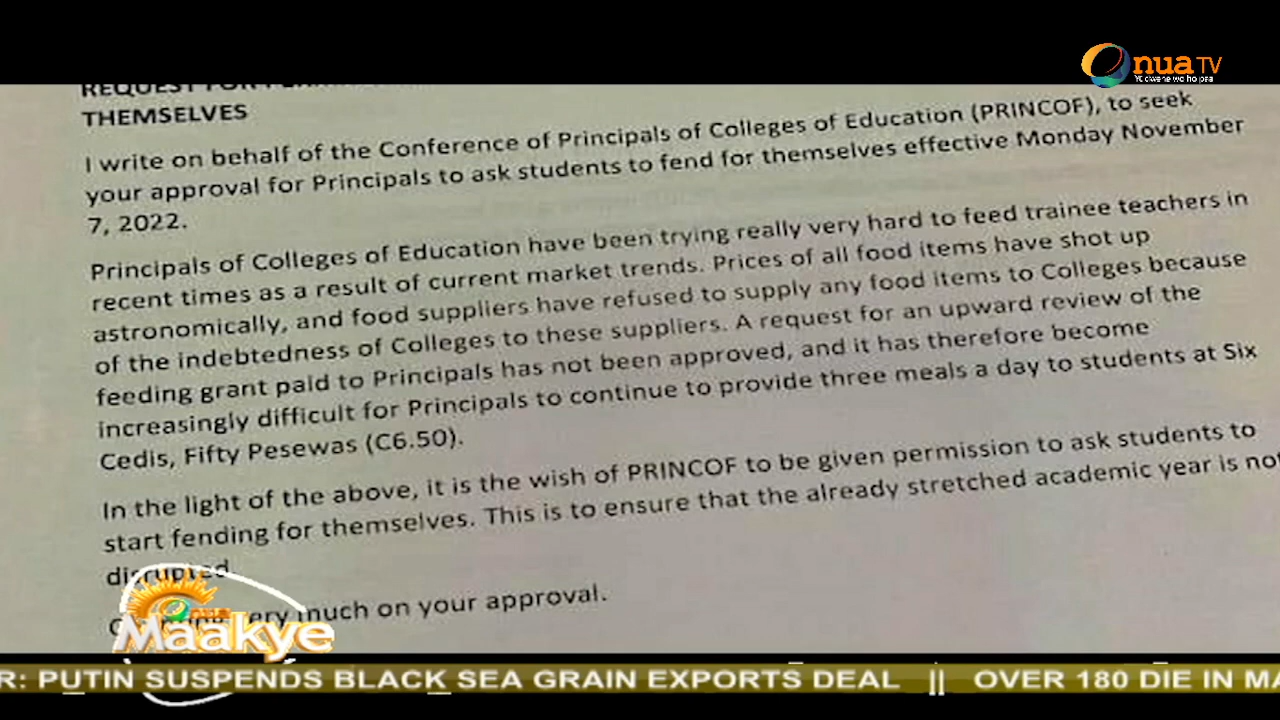 nuaTV
THEMSELVES
I write on behalf of the Conference of Principals of Colleges of Education (PRINCOF), to seek
your approval for Principals to ask students to fend for themselves effective Monday November
7, 2022.
Principals of Colleges of Education have been trying really very hard to feed trainee teachers in
recent times as a result of current market trends. Prices of all food items have shot up
astronomically, and food suppliers have refused to supply any food items to Colleges because
of the indebtedness of Colleges to these suppliers. A request for an upward review of the
feeding grant paid to Principals has not been approved, and it has therefore become
increasingly difficult for Principals to continue to provide three meals a day to students at Six
Cedis, Fifty Pesewas (C6.50).
In the light of the above, it is the wish of PRINCOF to be given permission to ask students to
start fending for themselves. This is to ensure that the already stretched academic year is not
disrupted
much on your approval.
Maakye
R: PUTIN SUSPENDS BLACK SEA GRAIN EXPORTS DEAL || OVER 180 DIE IN MA